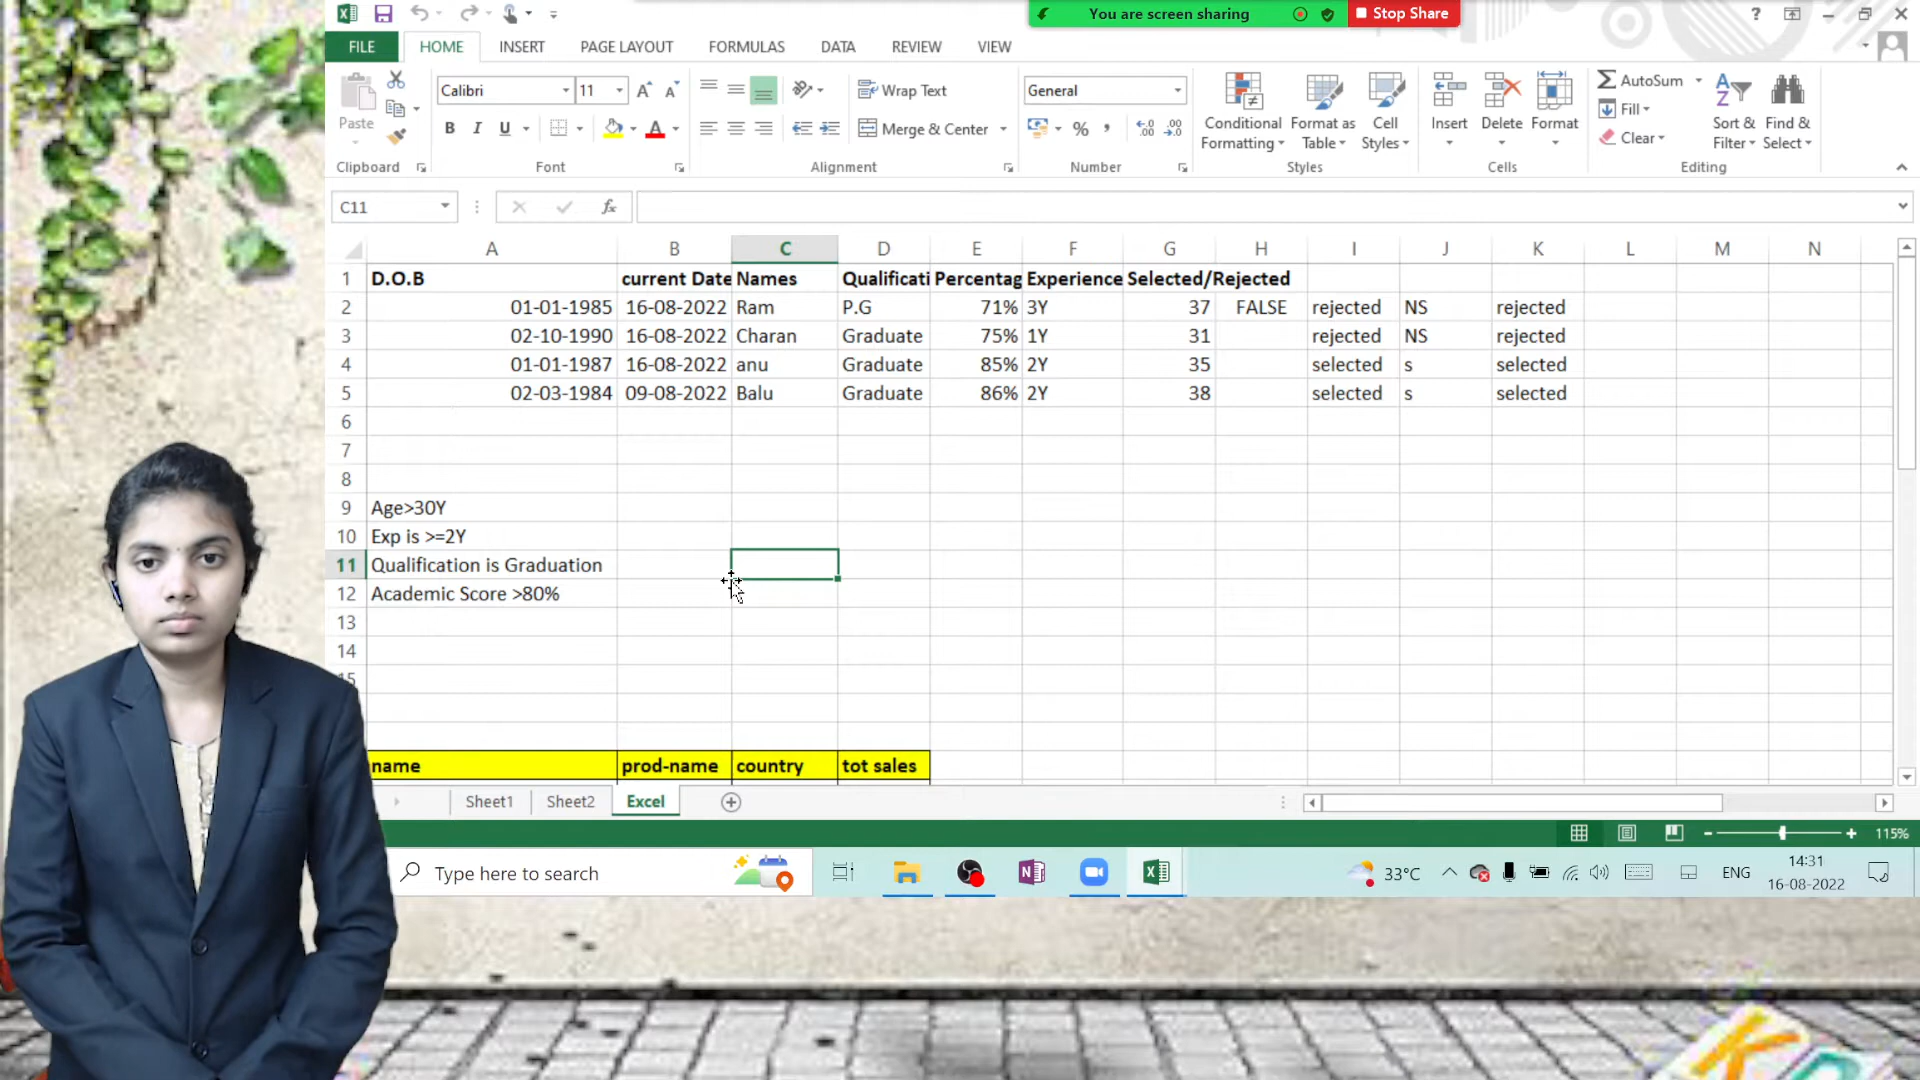 You are screen sharing
Stop Share
?
FILE HOME INSERT PAGE LAYOUT FORMULAS DATA REVIEW VIEW
Paste
Clipboard
Calibri 11 A A
B I U A
Font
Wrap Text
Merge & Center
Alignment
General
% , .00 .0
Number
Conditional Formatting
Format as Table
Cell Styles
Styles
Insert
Delete
Format
Cells
AutoSum
Fill
Clear
Sort & Filter
Find & Select
Editing
C11 fx
A B C D E F G H I J K L M N
1 D.O.B current Date Names Qualificati Percentag Experience Selected/Rejected
2 01-01-1985 16-08-2022 Ram P.G 71% 3Y 37 FALSE rejected NS rejected
3 02-10-1990 16-08-2022 Charan Graduate 75% 1Y 31 rejected NS rejected
4 01-01-1987 16-08-2022 anu Graduate 85% 2Y 35 selected s selected
5 02-03-1984 09-08-2022 Balu Graduate 86% 2Y 38 selected s selected
6
7
8
9 Age>30Y
10 Exp is >=2Y
11 Qualification is Graduation
12 Academic Score >80%
13
14
15
name prod-name country tot sales
Sheet1 Sheet2 Excel
115%
Type here to search
33°C
ENG
14:31
16-08-2022